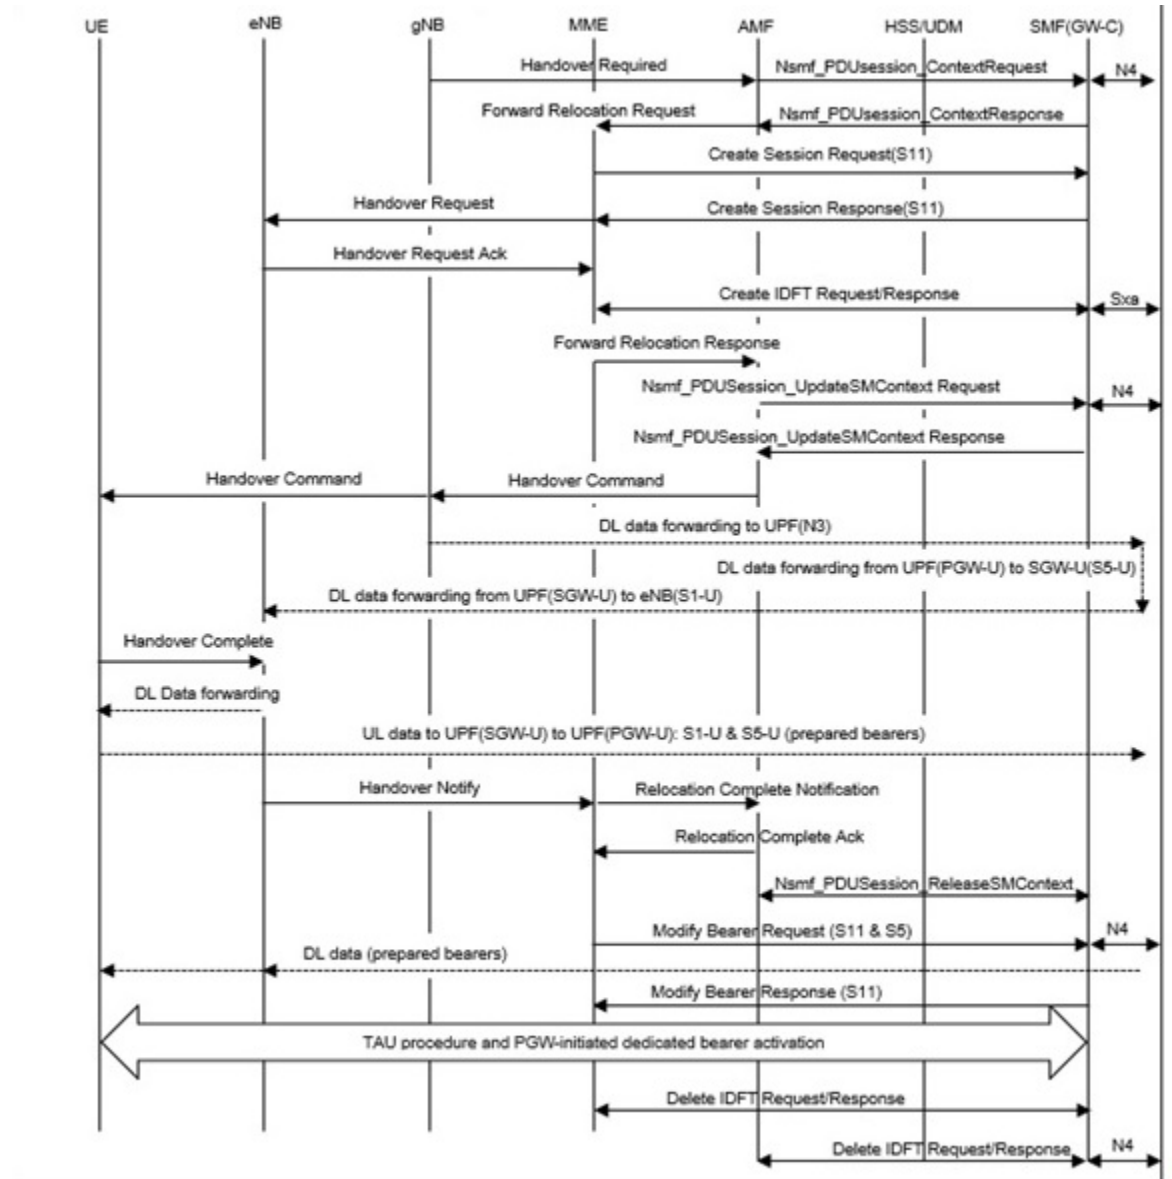 UE
eNB
gNB
MME
AMF
HSS/UDM
SMF(GW-C)
Handover Required
Nsmf_PDUsession_ContextRequest
N4
Forward Relocation Request
Nsmf_PDUsession_ContextResponse
Create Session Request(S11)
Handover Request
Create Session Response(S11)
Handover Request Ack
Create IDFT Request/Response
Sxa
Forward Relocation Response
Nsmf_PDUSession_UpdateSMContext Request
N4
Nsmf_PDUSession_UpdateSMContext Response
Handover Command
Handover Command
DL data forwarding to UPF(N3)
DL data forwarding from UPF(PGW-U) to SGW-U(S5-U)
DL data forwarding from UPF(SGW-U) to eNB(S1-U)
Handover Complete
DL Data forwarding
UL data to UPF(SGW-U) to UPF(PGW-U): S1-U & S5-U (prepared bearers)
Handover Notify
Relocation Complete Notification
Relocation Complete Ack
Nsmf_PDUSession_ReleaseSMContext
Modify Bearer Request (S11 & S5)
N4
DL data (prepared bearers)
Modify Bearer Response (S11)
TAU procedure and PGW-initiated dedicated bearer activation
Delete IDFT Request/Response
Delete IDFT Request/Response
N4